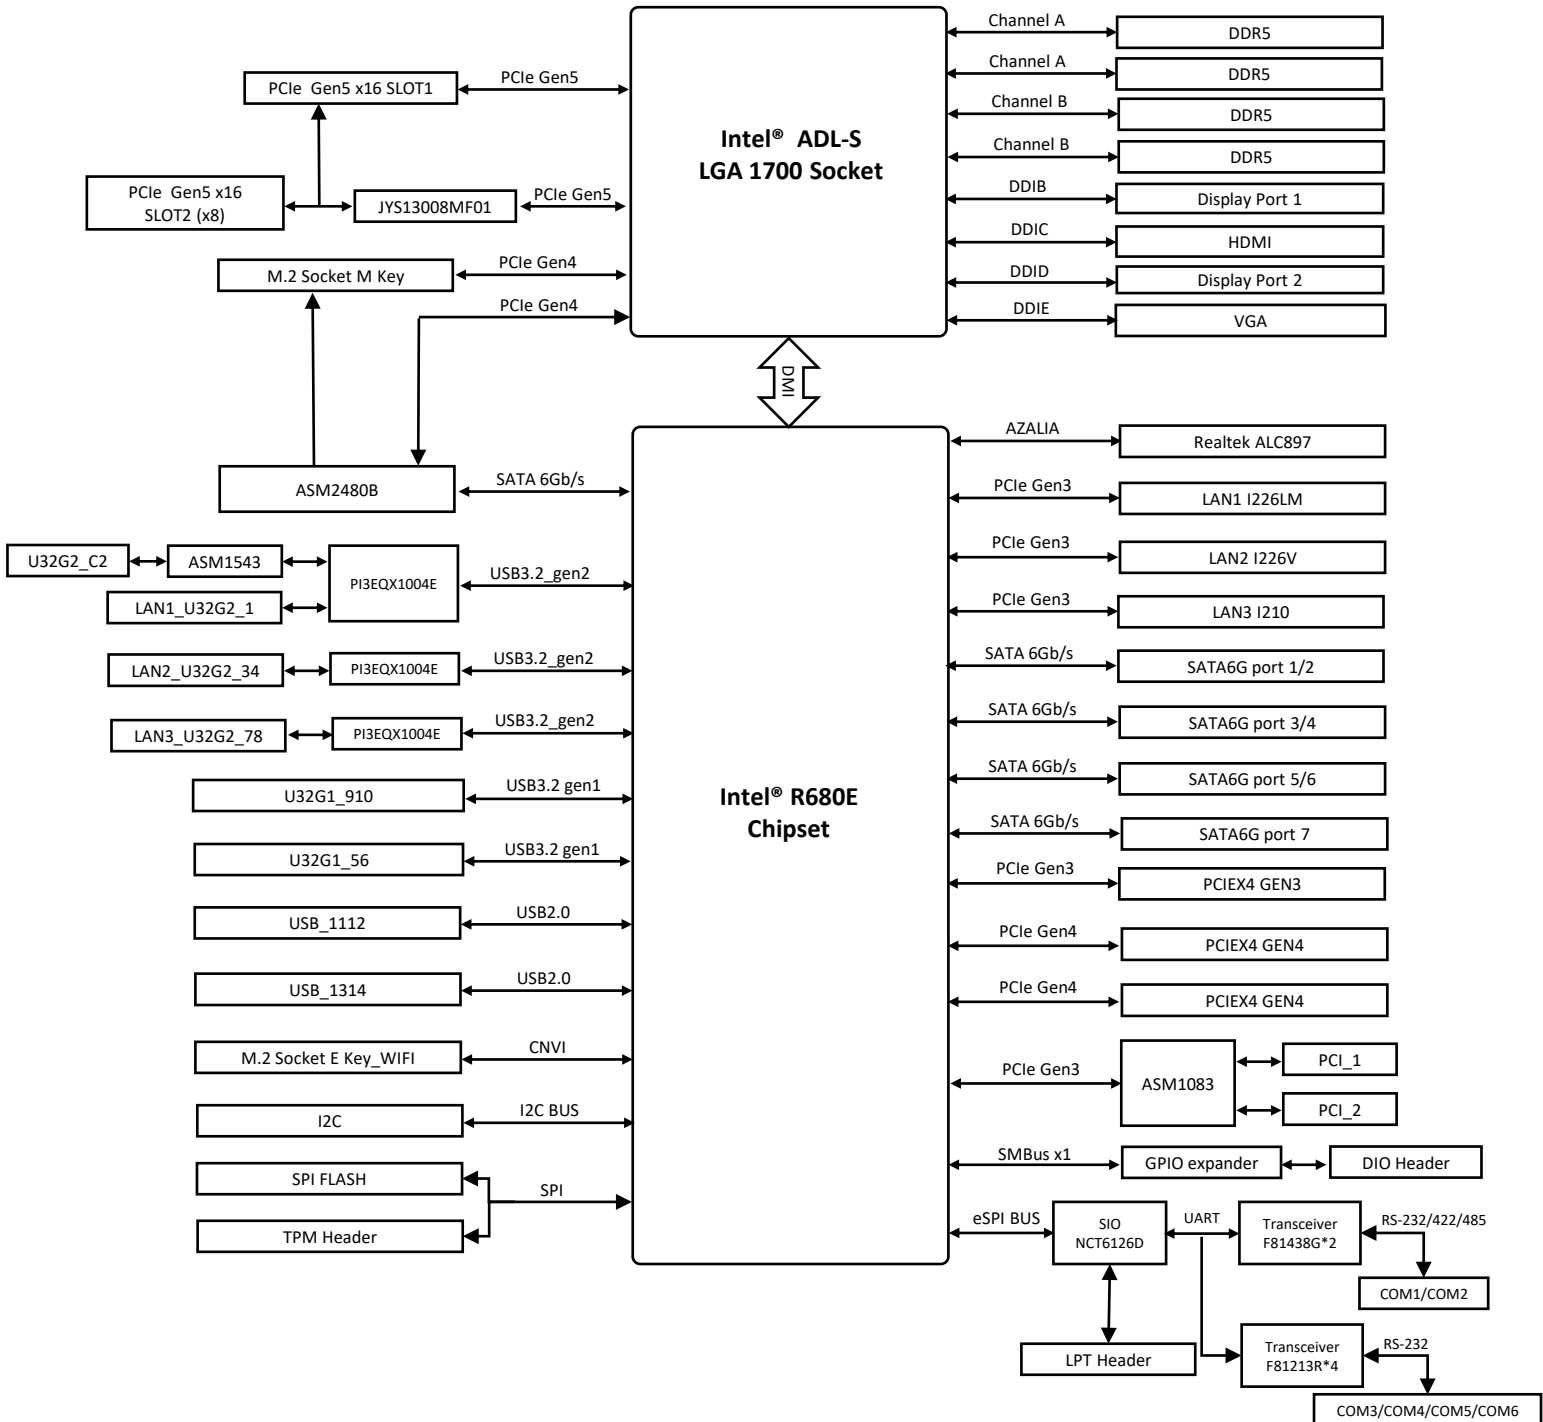 Channel A
DDR5
PCIe Gen5 x16 SLOT1
PCIe Gen5
Channel A
DDR5
Channel B
DDR5
Intel® ADL-S
LGA 1700 Socket
Channel B
DDR5
PCIe Gen5 x16
SLOT2 (x8)
JYS13008MF01
PCIe Gen5
DDIB
Display Port 1
DDIC
HDMI
M.2 Socket M Key
PCIe Gen4
DDID
Display Port 2
PCIe Gen4
DDIE
VGA
DMI
AZALIA
Realtek ALC897
ASM2480B
SATA 6Gb/s
PCIe Gen3
LAN1 I226LM
U32G2_C2
ASM1543
PI3EQX1004E
USB3.2_gen2
LAN1_U32G2_1
PCIe Gen3
LAN2 I226V
PCIe Gen3
LAN3 I210
LAN2_U32G2_34
PI3EQX1004E
USB3.2_gen2
SATA 6Gb/s
SATA6G port 1/2
LAN3_U32G2_78
PI3EQX1004E
USB3.2_gen2
SATA 6Gb/s
SATA6G port 3/4
U32G1_910
USB3.2 gen1
Intel® R680E
Chipset
SATA 6Gb/s
SATA6G port 5/6
U32G1_56
USB3.2 gen1
SATA 6Gb/s
SATA6G port 7
PCIe Gen3
PCIEX4 GEN3
USB_1112
USB2.0
PCIe Gen4
PCIEX4 GEN4
USB_1314
USB2.0
PCIe Gen4
PCIEX4 GEN4
M.2 Socket E Key_WIFI
CNVI
PCIe Gen3
ASM1083
PCI_1
PCI_2
I2C
I2C BUS
SMBus x1
GPIO expander
DIO Header
SPI FLASH
SPI
TPM Header
eSPI BUS
SIO
NCT6126D
UART
Transceiver
F81438G*2
RS-232/422/485
COM1/COM2
LPT Header
Transceiver
F81213R*4
RS-232
COM3/COM4/COM5/COM6